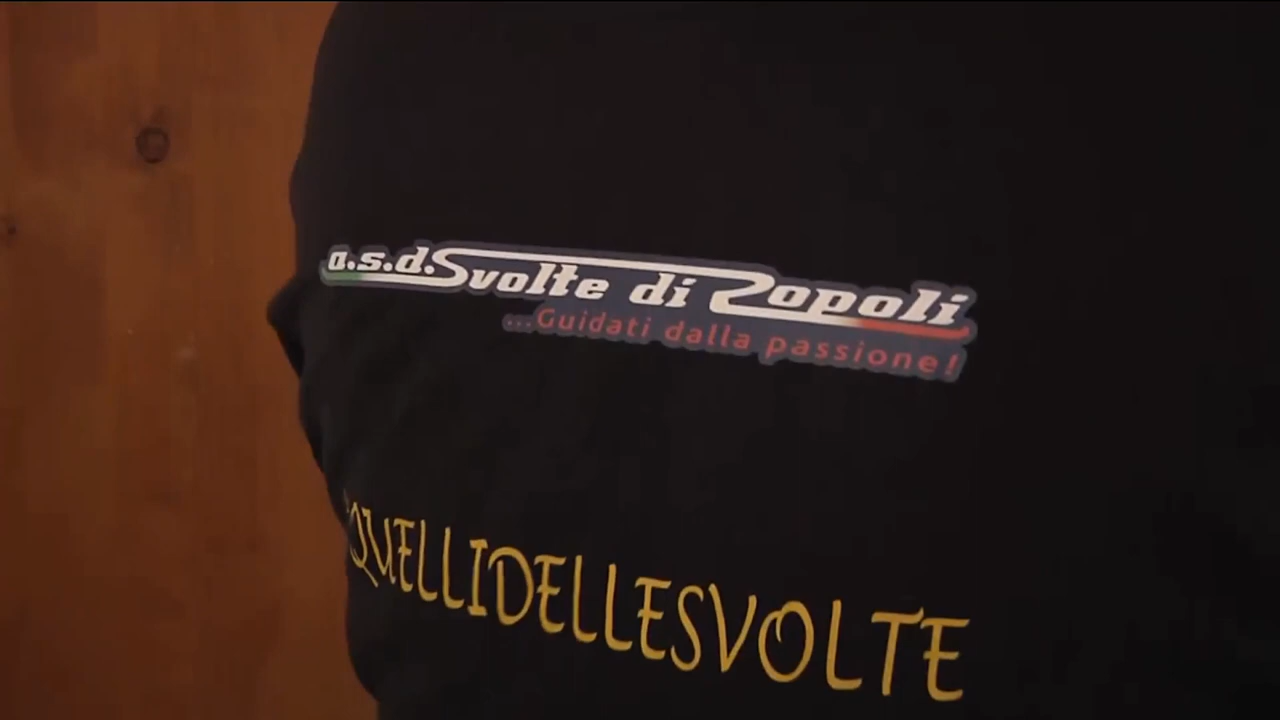 a.s.d. Svolte di Popoli
...Guidati dalla passione!
QUELLIDELLESVOLTE